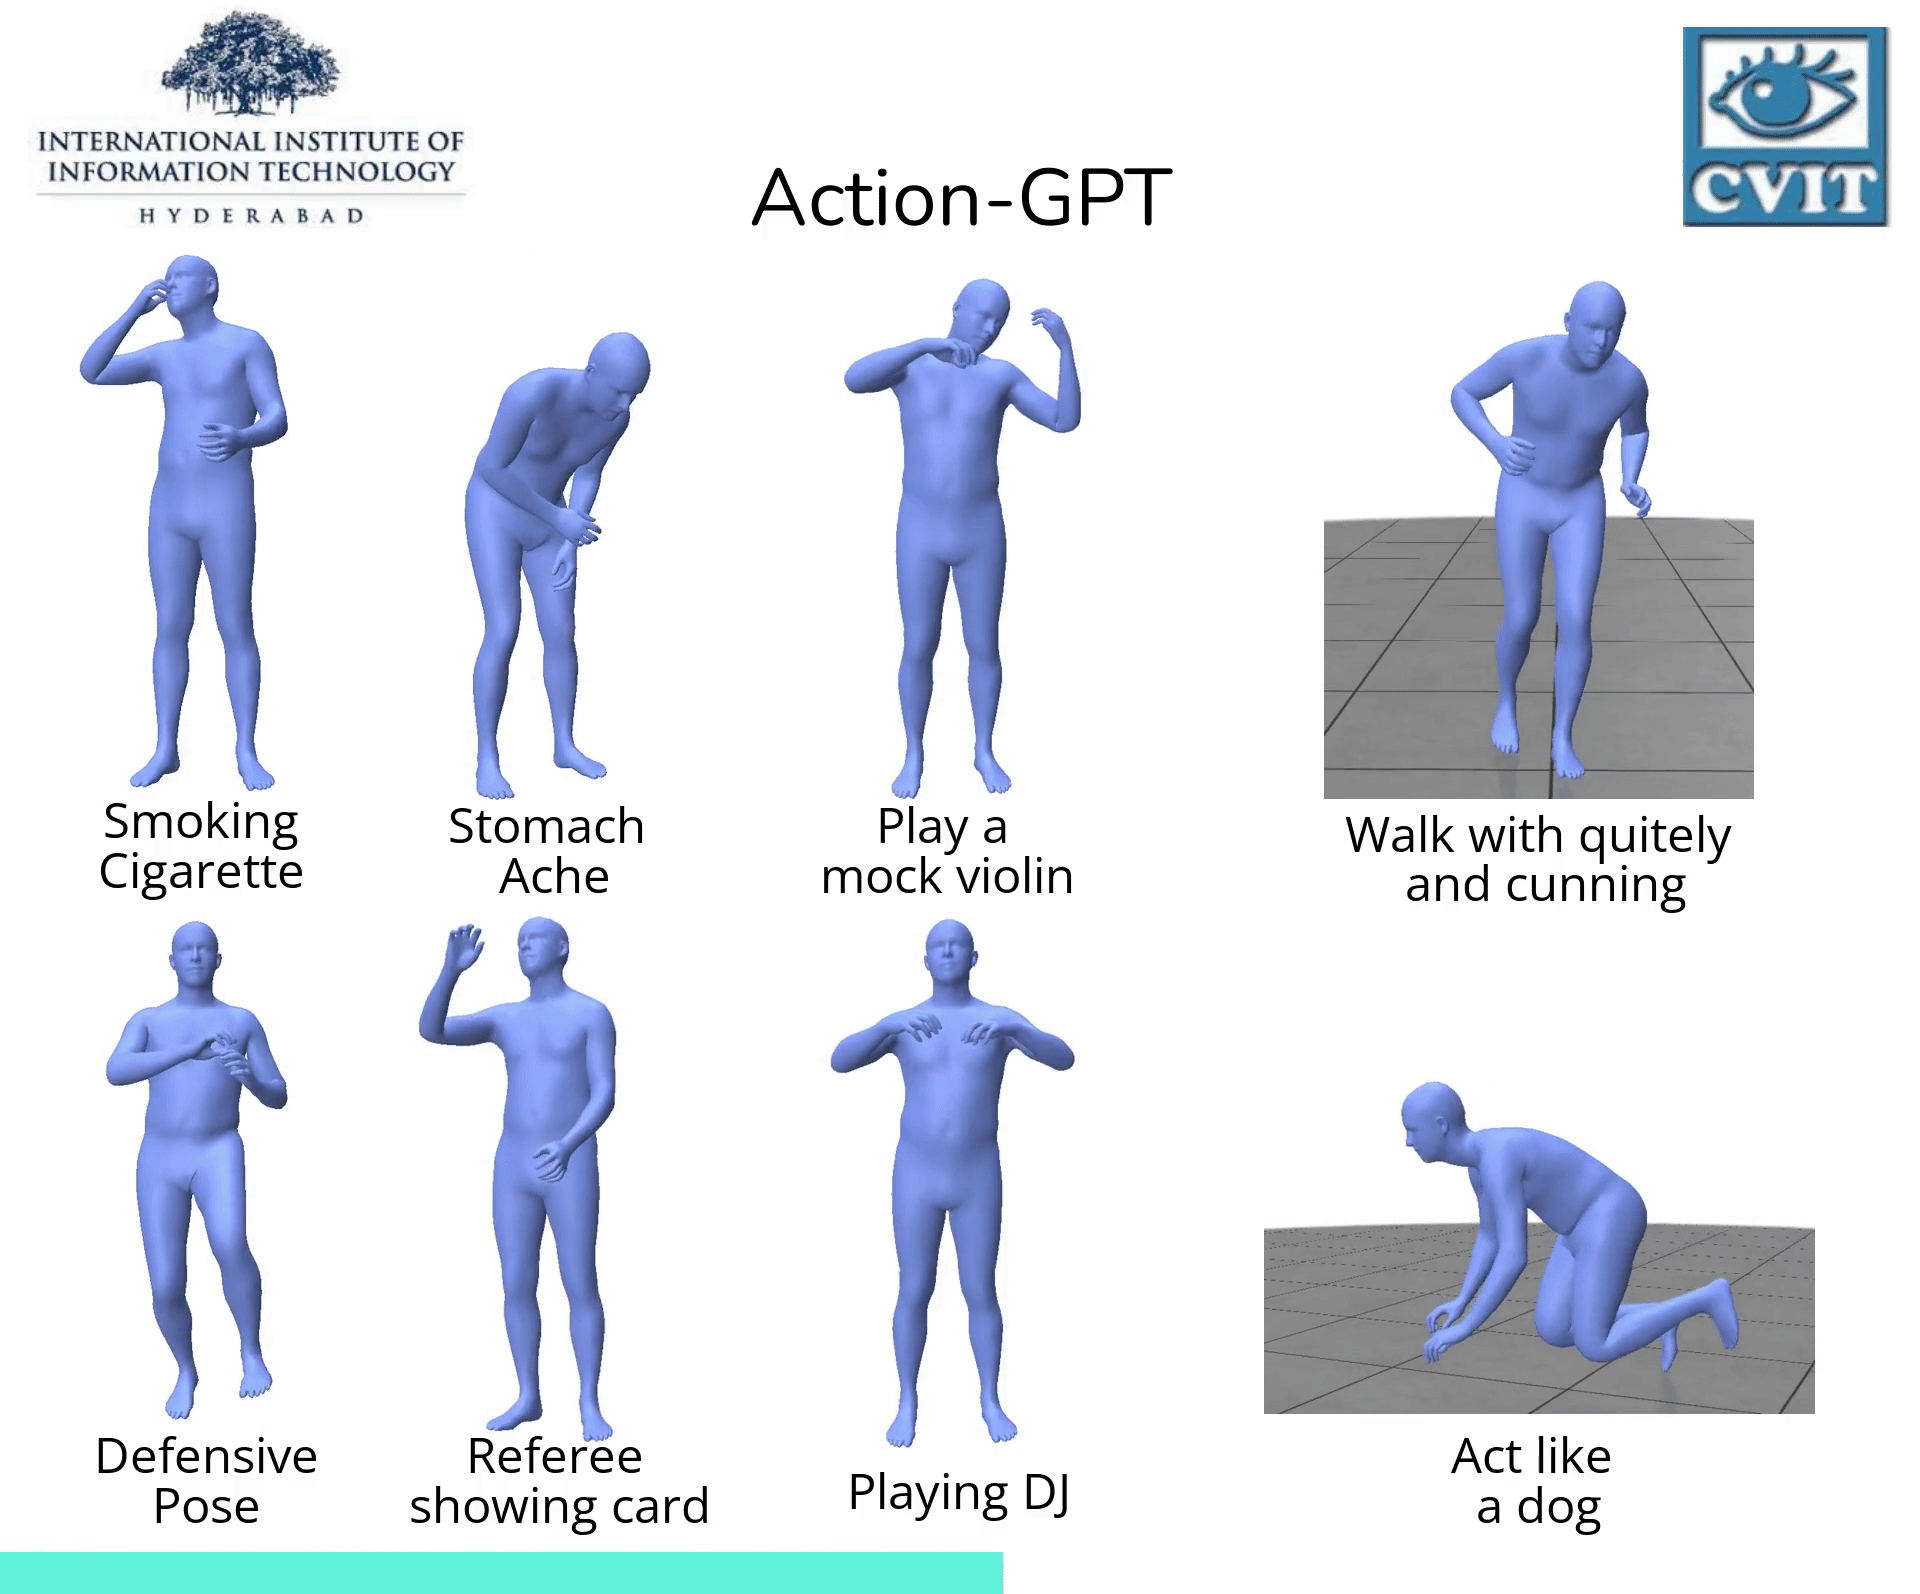 INTERNATIONAL INSTITUTE OF
INFORMATION TECHNOLOGY
HYDERABAD
CVIT
Action-GPT
Smoking
Cigarette
Stomach
Ache
Play a
mock violin
Walk with quitely
and cunning
Defensive
Pose
Referee
showing card
Playing DJ
Act like
a dog